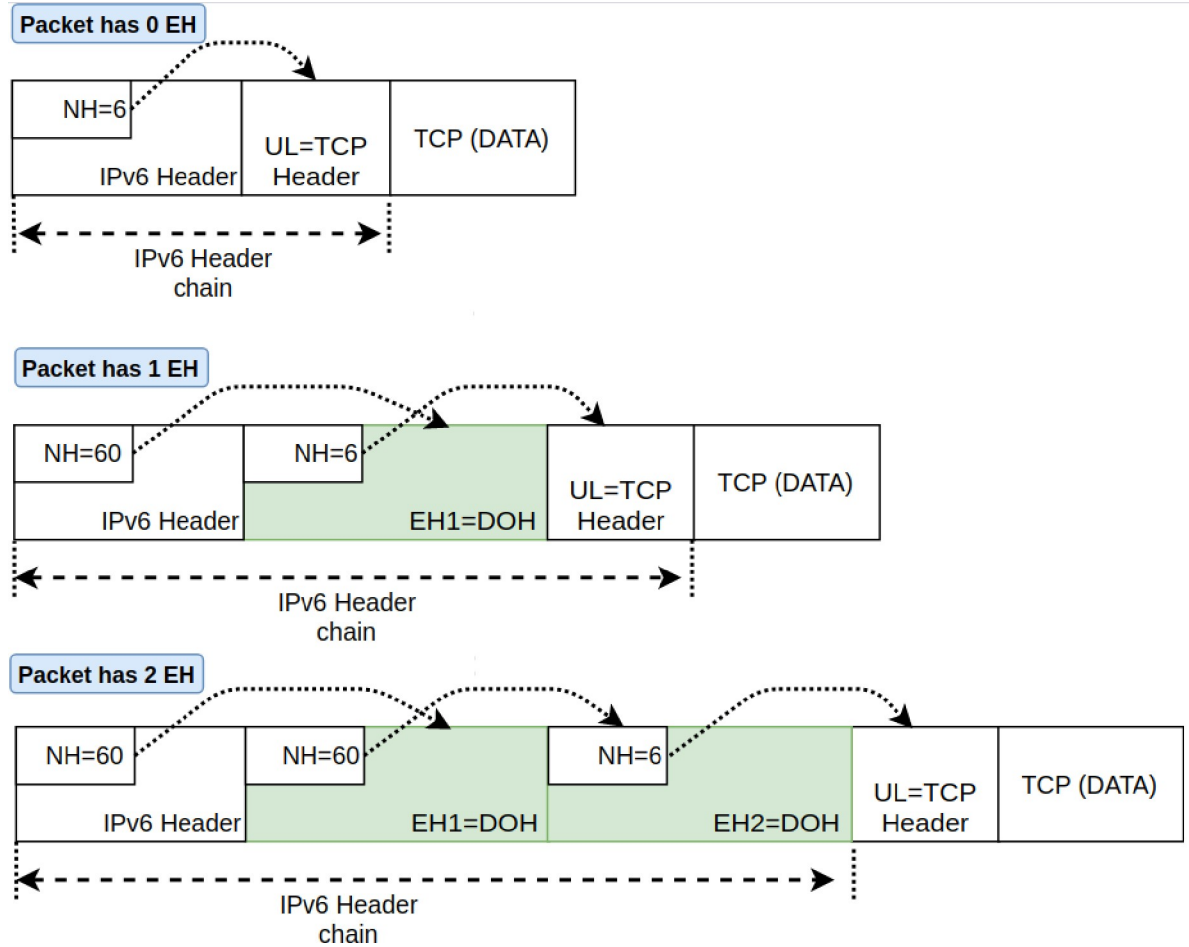 Packet has 0 EH
NH=6
IPv6 Header
UL=TCP
Header
TCP (DATA)
IPv6 Header
chain
Packet has 1 EH
NH=60
IPv6 Header
NH=6
EH1=DOH
UL=TCP
Header
TCP (DATA)
IPv6 Header
chain
Packet has 2 EH
NH=60
IPv6 Header
NH=60
EH1=DOH
NH=6
EH2=DOH
UL=TCP
Header
TCP (DATA)
IPv6 Header
chain